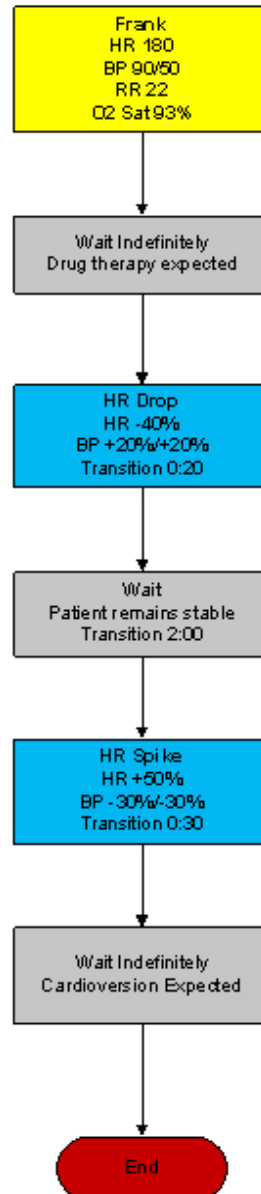 Frank
HR 180
BP 90/50
RR 22
O2 Sat 93%
Wait Indefinitely
Drug therapy expected
HR Drop
HR -40%
BP +20%/+20%
Transition 0:20
Wait
Patient remains stable
Transition 2:00
HR Spike
HR +50%
BP -30%/-30%
Transition 0:30
Wait Indefinitely
Cardioversion Expected
End